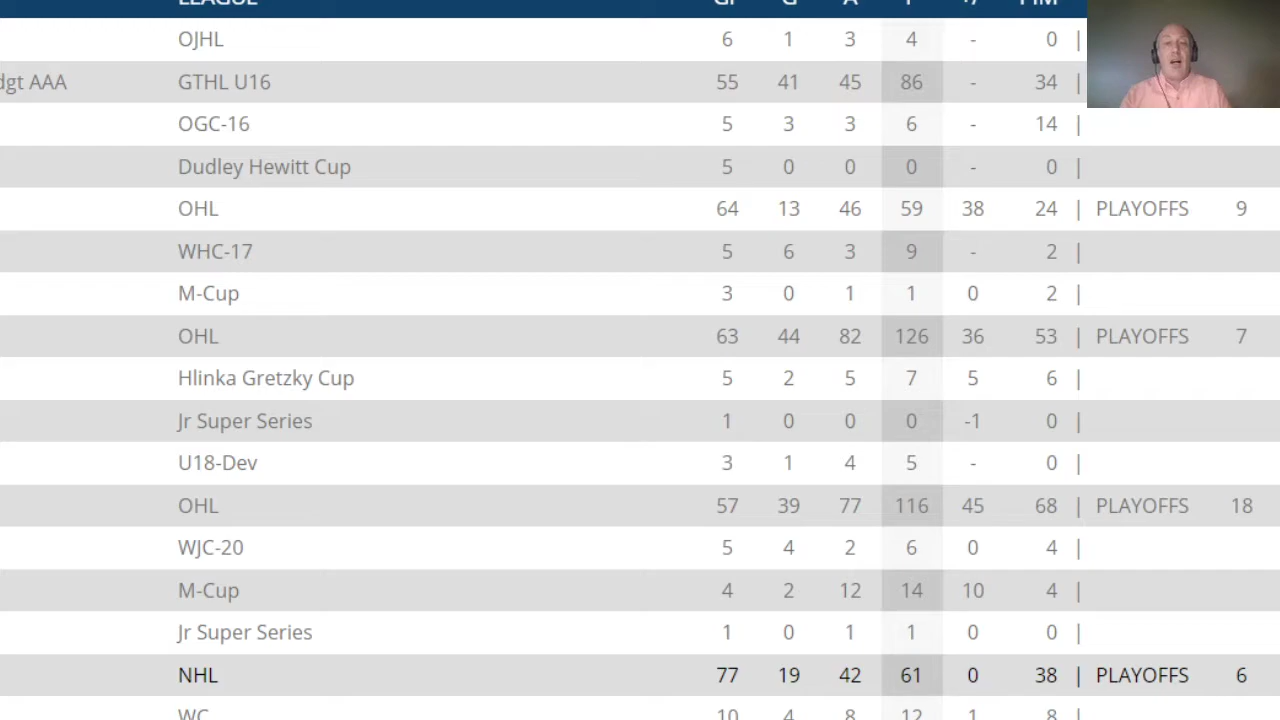 LEAGUE GP G A P +/- PIM
OJHL 6 1 3 4 - 0 |
dgt AAA GTHL U16 55 41 45 86 - 34 |
OGC-16 5 3 3 6 - 14 |
Dudley Hewitt Cup 5 0 0 0 - 0 |
OHL 64 13 46 59 38 24 | PLAYOFFS 9
WHC-17 5 6 3 9 - 2 |
M-Cup 3 0 1 1 0 2 |
OHL 63 44 82 126 36 53 | PLAYOFFS 7
Hlinka Gretzky Cup 5 2 5 7 5 6 |
Jr Super Series 1 0 0 0 -1 0 |
U18-Dev 3 1 4 5 - 0 |
OHL 57 39 77 116 45 68 | PLAYOFFS 18
WJC-20 5 4 2 6 0 4 |
M-Cup 4 2 12 14 10 4 |
Jr Super Series 1 0 1 1 0 0 |
NHL 77 19 42 61 0 38 | PLAYOFFS 6
WC 10 4 8 12 1 8 |